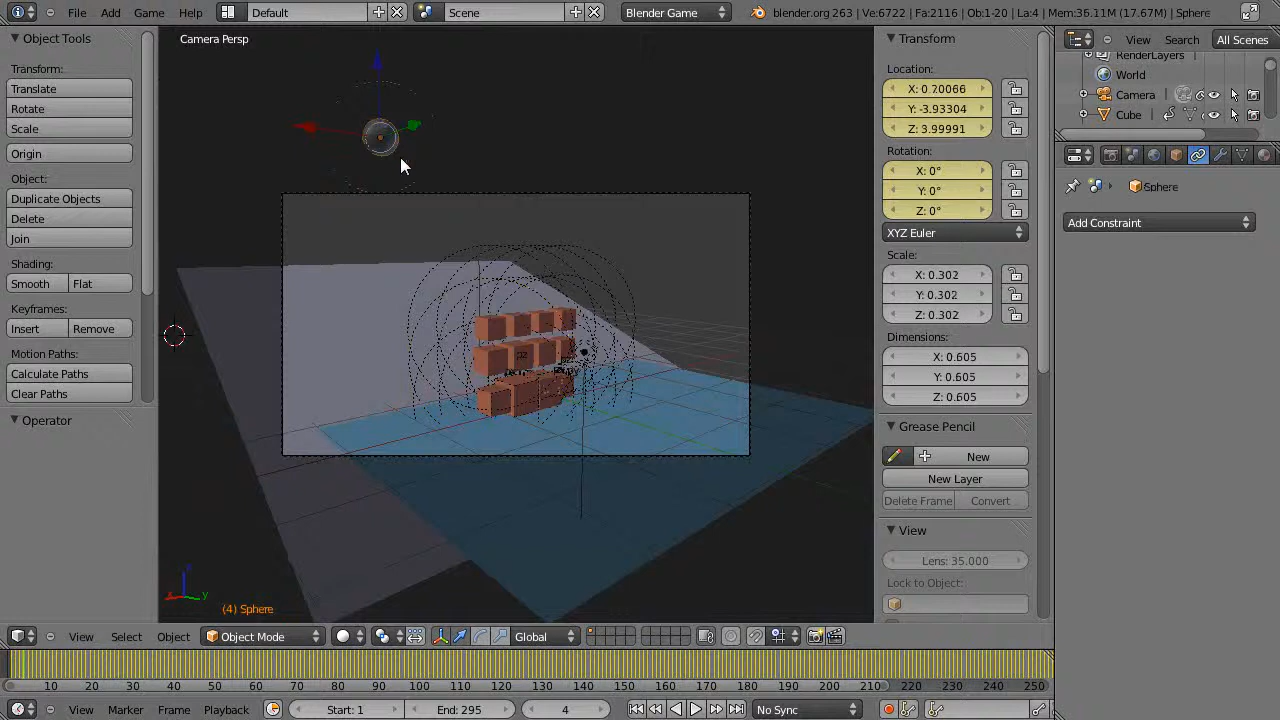 File Add Game Help Default Scene Blender Game blender.org 263 | Ve:6722 | Fa:2116 | Ob:1-20 | La:4 | Mem:36.11M (17.67M) | Sphere
Object Tools
Transform:
Translate
Rotate
Scale
Origin
Object:
Duplicate Objects
Delete
Join
Shading:
Smooth Flat
Keyframes:
Insert Remove
Motion Paths:
Calculate Paths
Clear Paths
Operator
Camera Persp
(4) Sphere
Transform
Location:
X: 0.20066
Y: -3.93304
Z: 3.99991
Rotation:
X: 0°
Y: 0°
Z: 0°
XYZ Euler
Scale:
X: 0.302
Y: 0.302
Z: 0.302
Dimensions:
X: 0.605
Y: 0.605
Z: 0.605
Grease Pencil
New
New Layer
Delete Frame Convert
View
Lens: 35.000
Lock to Object:
View Search All Scenes
RenderLayers
World
Camera
Cube
Sphere
Add Constraint
View Select Object Object Mode Global
10 20 30 40 50 60 70 80 90 100 110 120 130 140 150 160 170 180 190 200 210 220 230 240 250
View Marker Frame Playback Start: 1 End: 295 4 No Sync